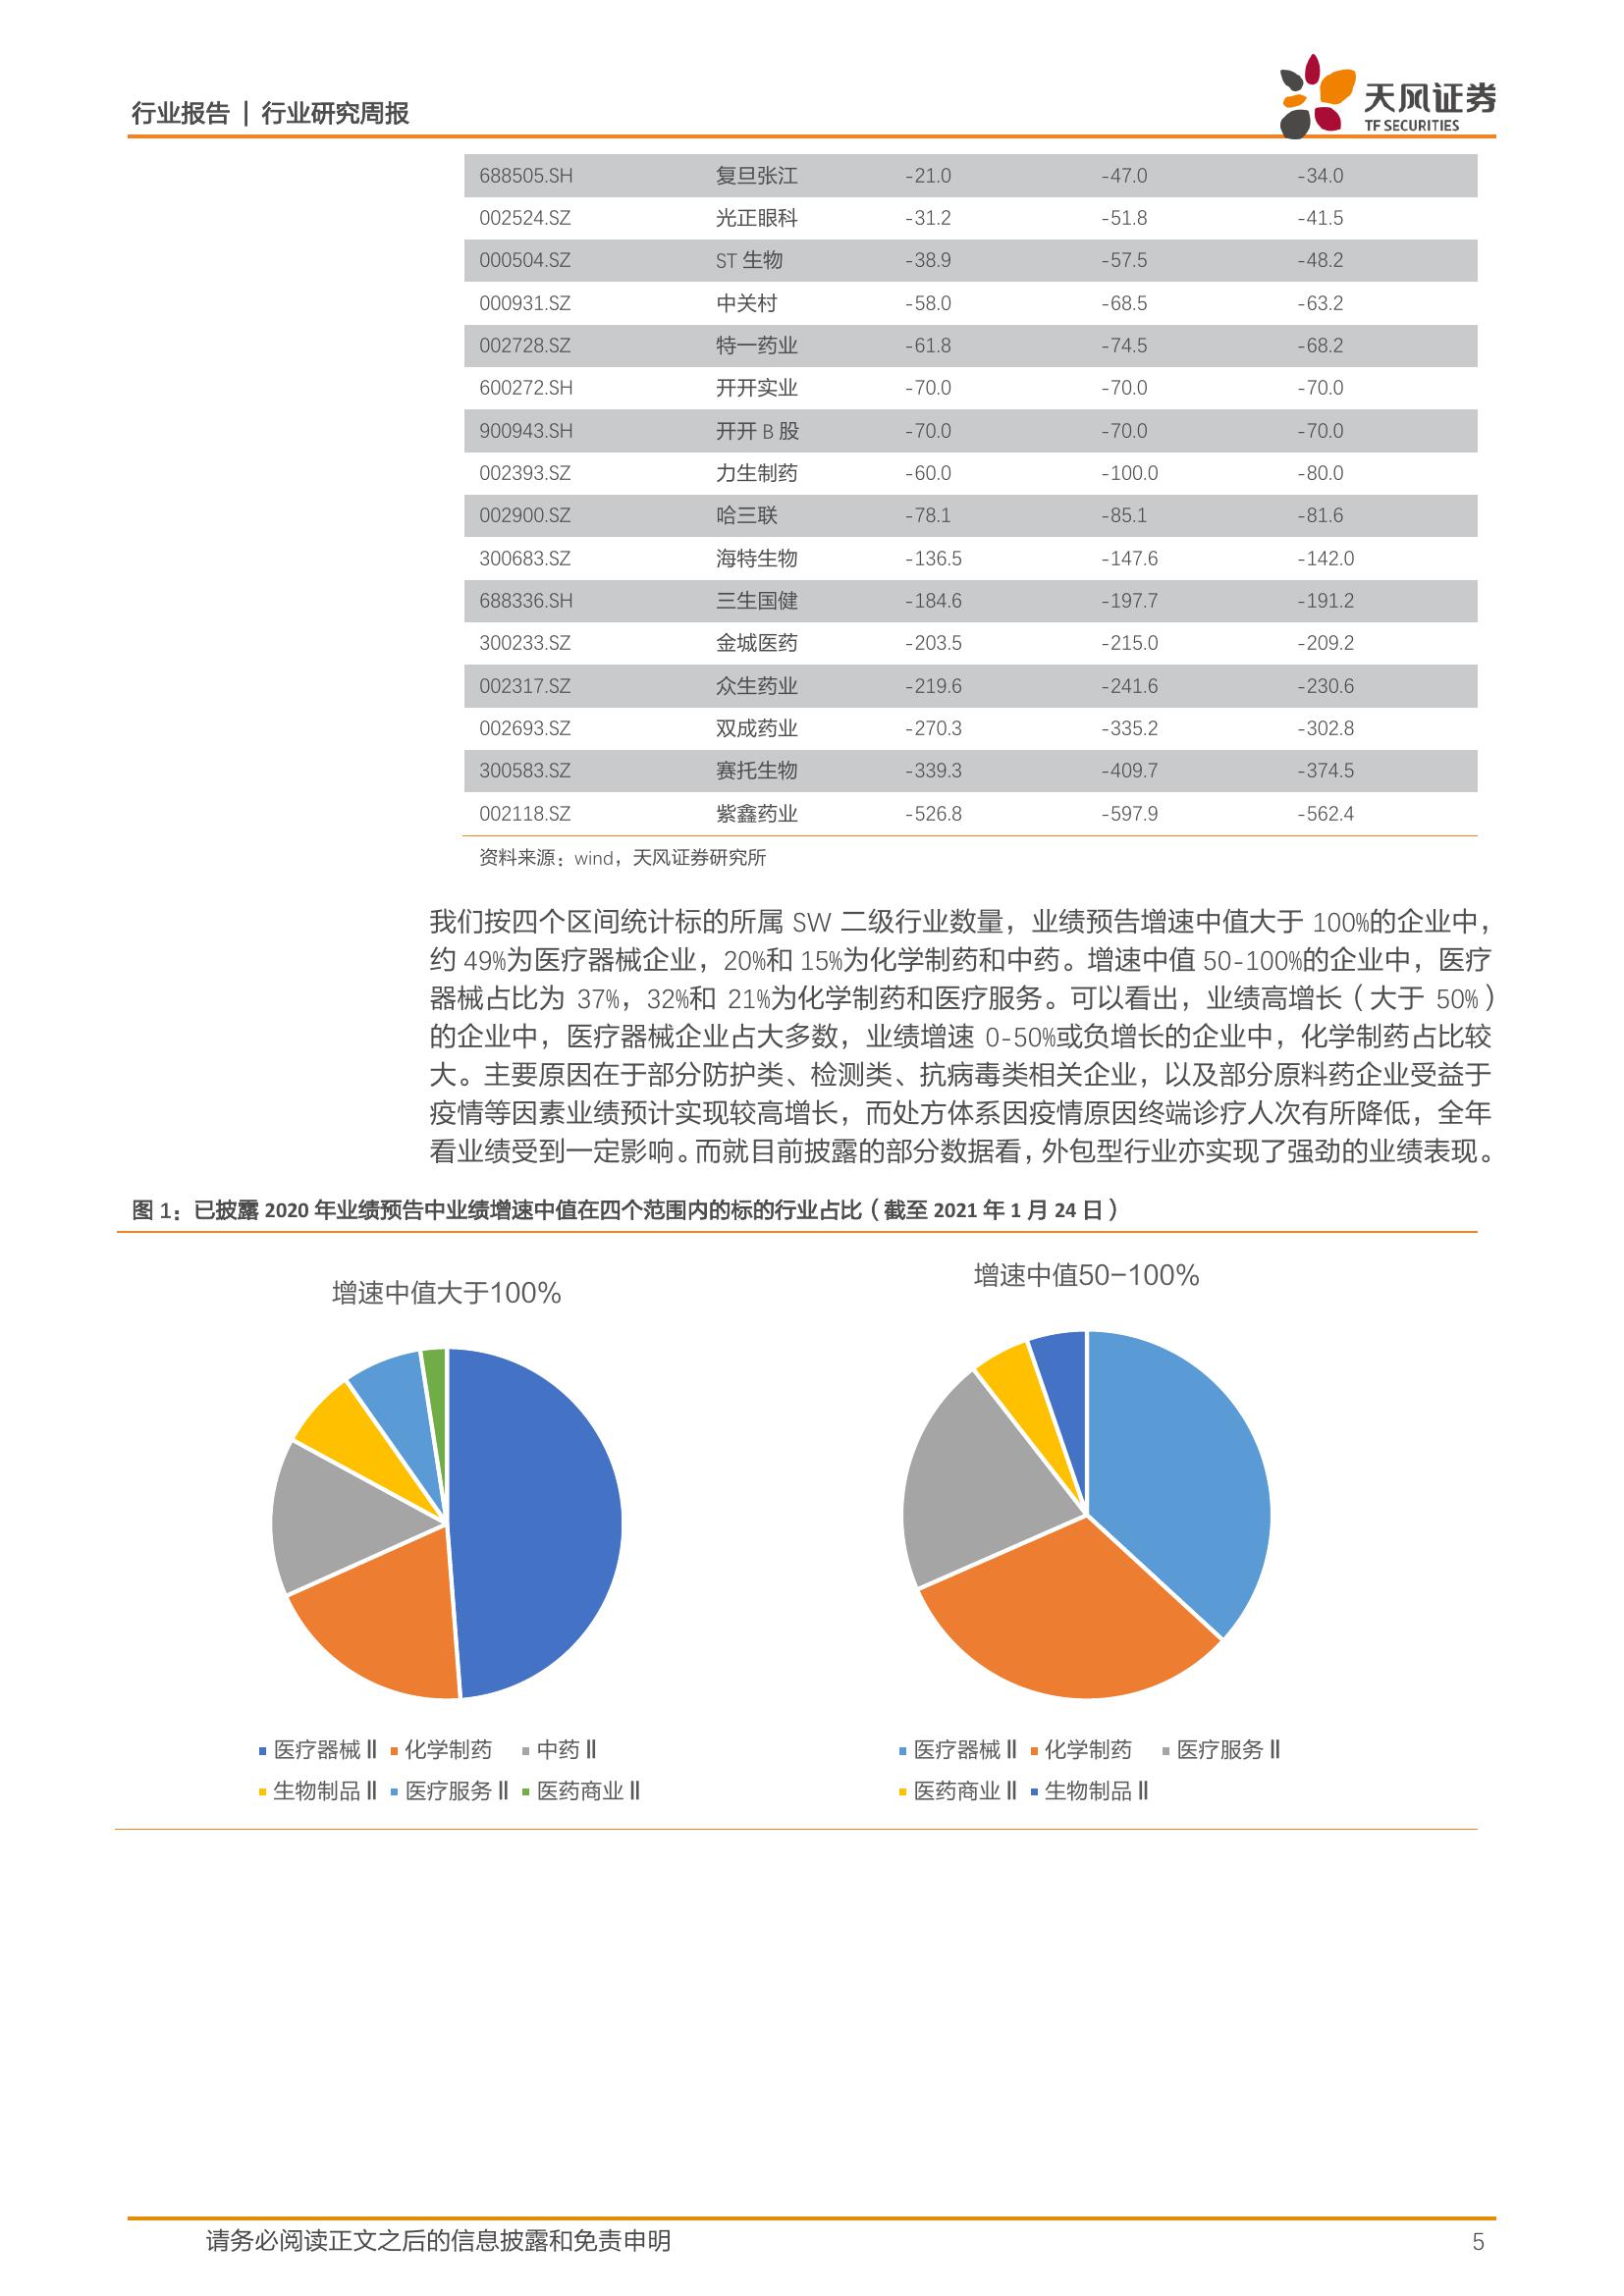 行业报告 | 行业研究周报
天风证券
TF SECURITIES
688505.SH 复旦张江 -21.0 -47.0 -34.0
002524.SZ 光正眼科 -31.2 -51.8 -41.5
000504.SZ ST 生物 -38.9 -57.5 -48.2
000931.SZ 中关村 -58.0 -68.5 -63.2
002728.SZ 特一药业 -61.8 -74.5 -68.2
600272.SH 开开实业 -70.0 -70.0 -70.0
900943.SH 开开 B 股 -70.0 -70.0 -70.0
002393.SZ 力生制药 -60.0 -100.0 -80.0
002900.SZ 哈三联 -78.1 -85.1 -81.6
300683.SZ 海特生物 -136.5 -147.6 -142.0
688336.SH 三生国健 -184.6 -197.7 -191.2
300233.SZ 金城医药 -203.5 -215.0 -209.2
002317.SZ 众生药业 -219.6 -241.6 -230.6
002693.SZ 双成药业 -270.3 -335.2 -302.8
300583.SZ 赛托生物 -339.3 -409.7 -374.5
002118.SZ 紫鑫药业 -526.8 -597.9 -562.4
资料来源：wind，天风证券研究所
我们按四个区间统计标的所属 SW 二级行业数量，业绩预告增速中值大于 100%的企业中，
约 49%为医疗器械企业，20%和 15%为化学制药和中药。增速中值 50-100%的企业中，医疗
器械占比为 37%，32%和 21%为化学制药和医疗服务。可以看出，业绩高增长（大于 50%）
的企业中，医疗器械企业占大多数，业绩增速 0-50%或负增长的企业中，化学制药占比较
大。主要原因在于部分防护类、检测类、抗病毒类相关企业，以及部分原料药企业受益于
疫情等因素业绩预计实现较高增长，而处方体系因疫情原因终端诊疗人次有所降低，全年
看业绩受到一定影响。而就目前披露的部分数据看，外包型行业亦实现了强劲的业绩表现。
图 1：已披露 2020 年业绩预告中业绩增速中值在四个范围内的标的行业占比（截至 2021 年 1 月 24 日）
增速中值大于100%
医疗器械Ⅱ 化学制药 中药Ⅱ
生物制品Ⅱ 医疗服务Ⅱ 医药商业Ⅱ
增速中值50-100%
医疗器械Ⅱ 化学制药 医疗服务Ⅱ
医药商业Ⅱ 生物制品Ⅱ
请务必阅读正文之后的信息披露和免责申明 5